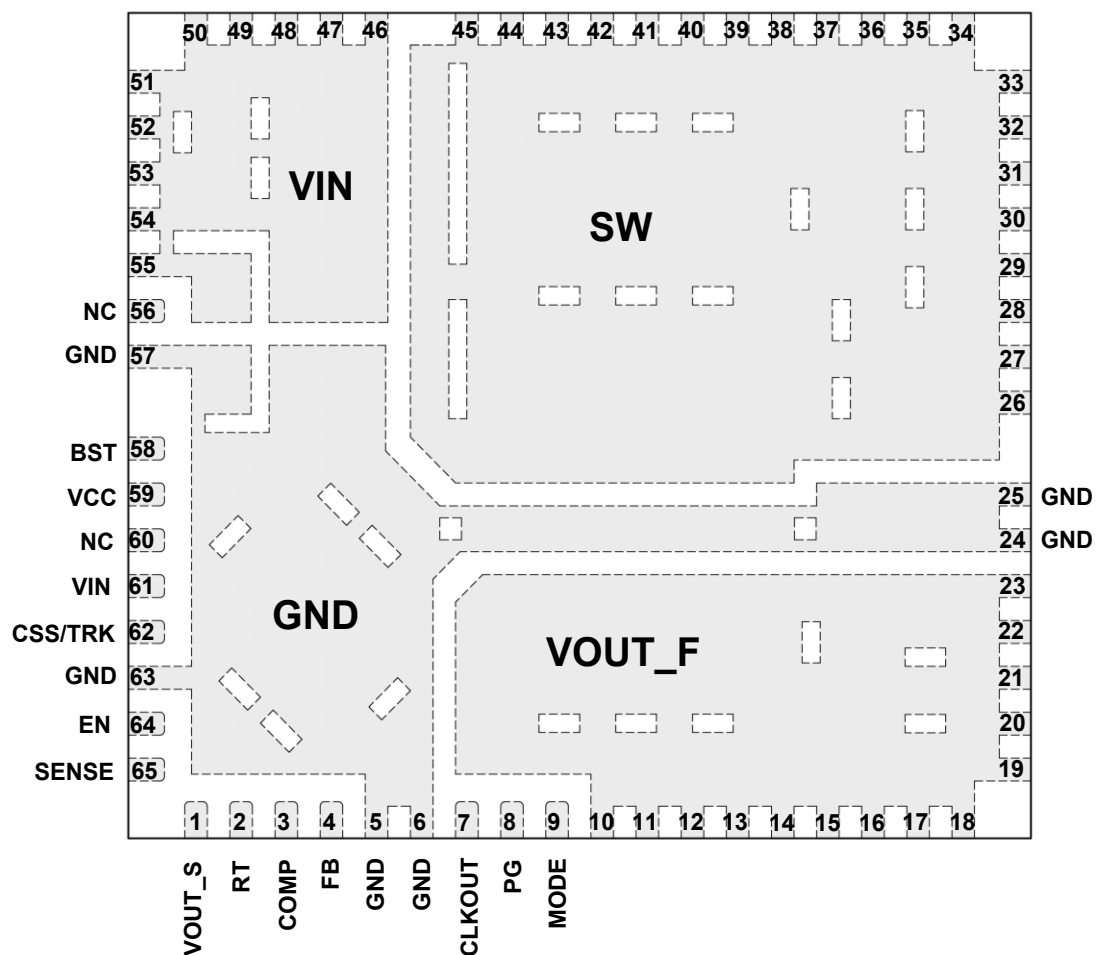 50 49 48 47 46 45 44 43 42 41 40 39 38 37 36 35 34
51 33
52 32
53 31
VIN
54 30
SW
55 29
NC 56 28
GND 57 27
26
BST 58
VCC 59 25 GND
NC 60 24 GND
VIN 61 23
GND
CSS/TRK 62 22
VOUT_F
GND 63 21
EN 64 20
SENSE 65 19
1 2 3 4 5 6 7 8 9 10 11 12 13 14 15 16 17 18
VOUT_S
RT
COMP
FB
GND
GND
CLKOUT
PG
MODE